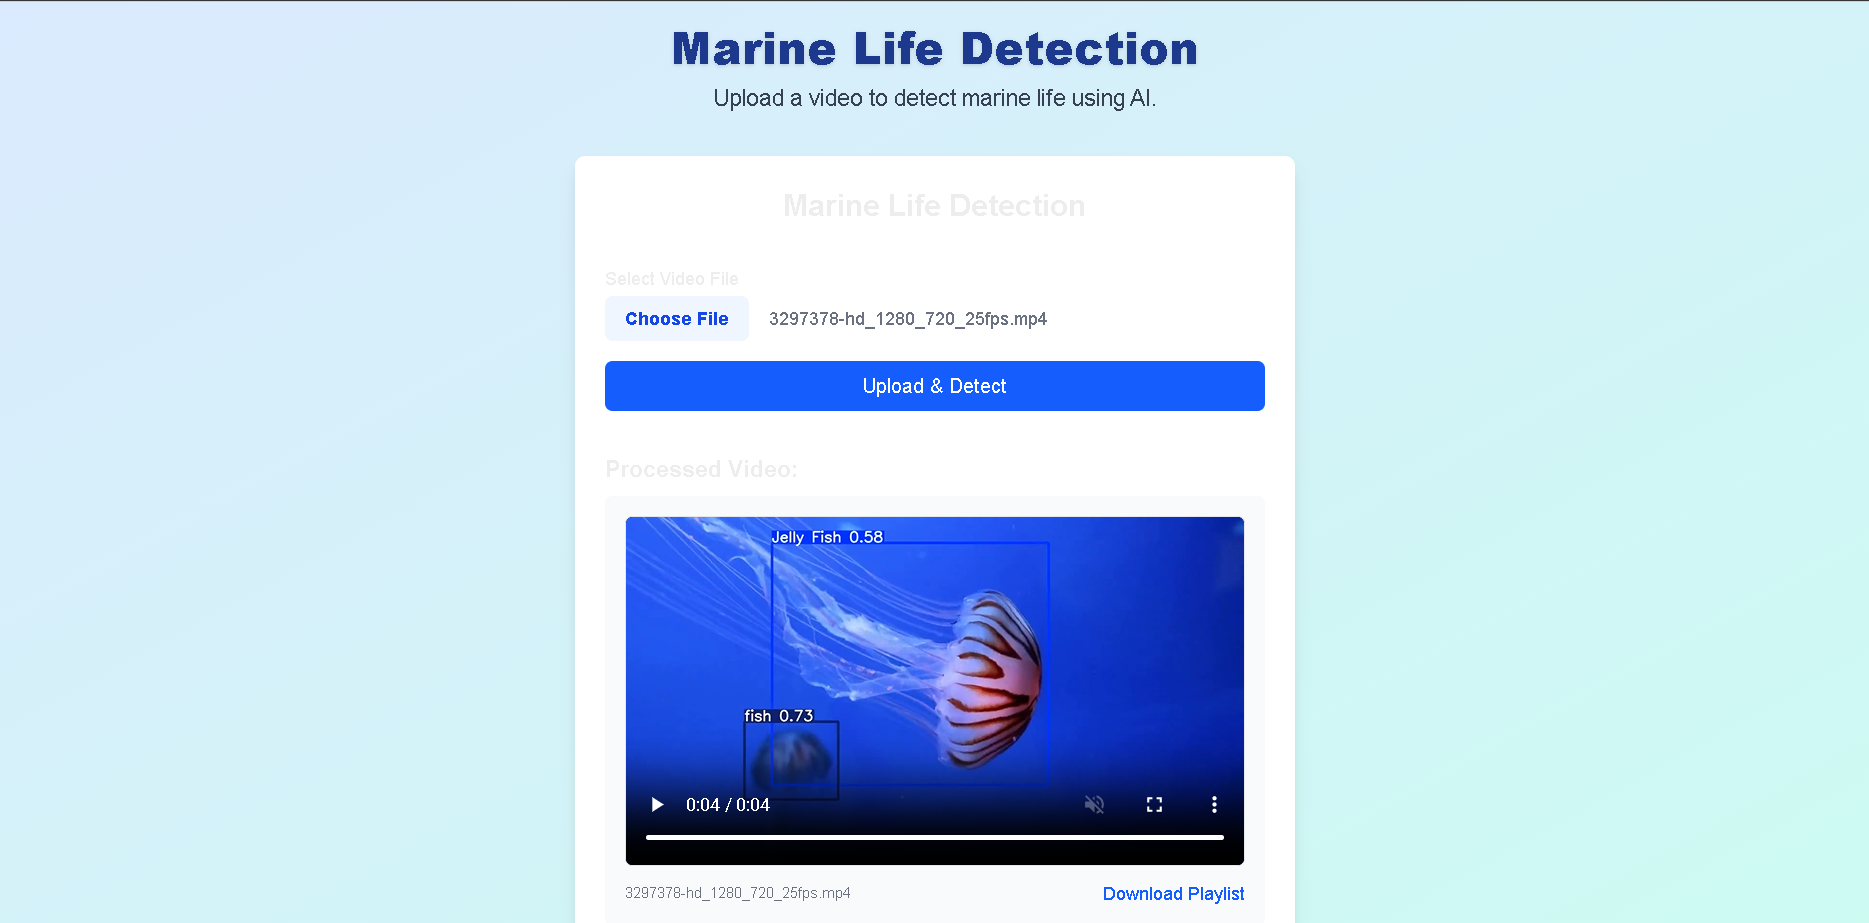 Marine Life Detection
Upload a video to detect marine life using AI.
Marine Life Detection
Select Video File
Choose File 3297378-hd_1280_720_25fps.mp4
Upload & Detect
Processed Video:
Jelly Fish 0.58
fish 0.73
0:04 / 0:04
3297378-hd_1280_720_25fps.mp4 Download Playlist